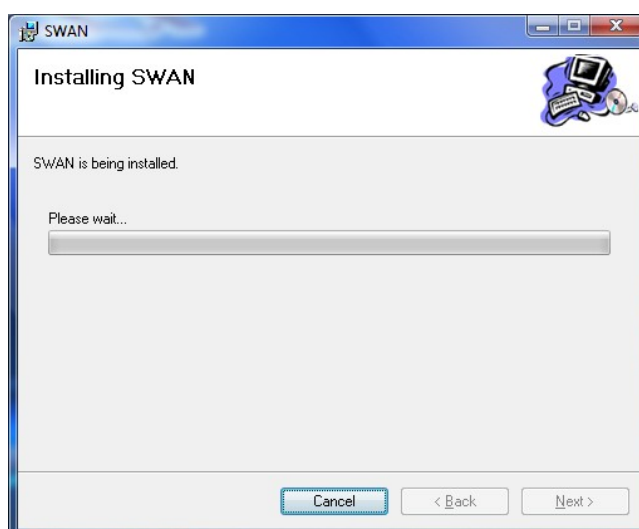 SWAN
Installing SWAN
SWAN is being installed.
Please wait...
Cancel
< Back
Next >